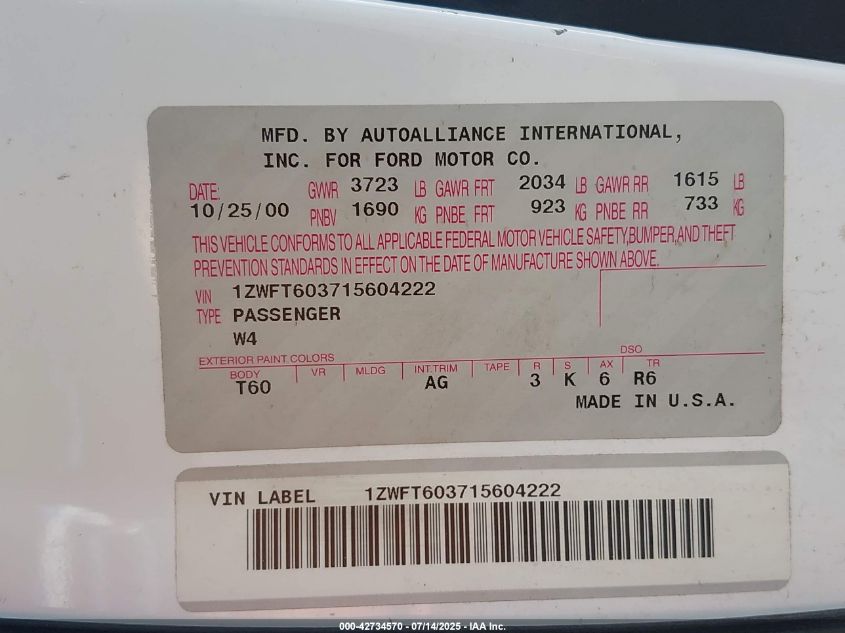 MFD. BY AUTOALLIANCE INTERNATIONAL,
INC. FOR FORD MOTOR CO.
DATE: GVWR 3723 LB GAWR FRT 2034 LB GAWR RR 1615 LB
10/25/00 PNBV 1690 KG PNBE FRT 923 KG PNBE RR 733 KG
THIS VEHICLE CONFORMS TO ALL APPLICABLE FEDERAL MOTOR VEHICLE SAFETY,BUMPER,AND THEFT
PREVENTION STANDARDS IN EFFECT ON THE DATE OF MANUFACTURE SHOWN ABOVE.
VIN 1ZWFT603715604222
TYPE PASSENGER
W4
EXTERIOR PAINT COLORS DSO
BODY VR MLDG INT.TRIM TAPE R S AX TR
T60 AG 3 K 6 R6
MADE IN U.S.A.
VIN LABEL 1ZWFT603715604222
000-42734570 - 07/14/2025 - IAA Inc.